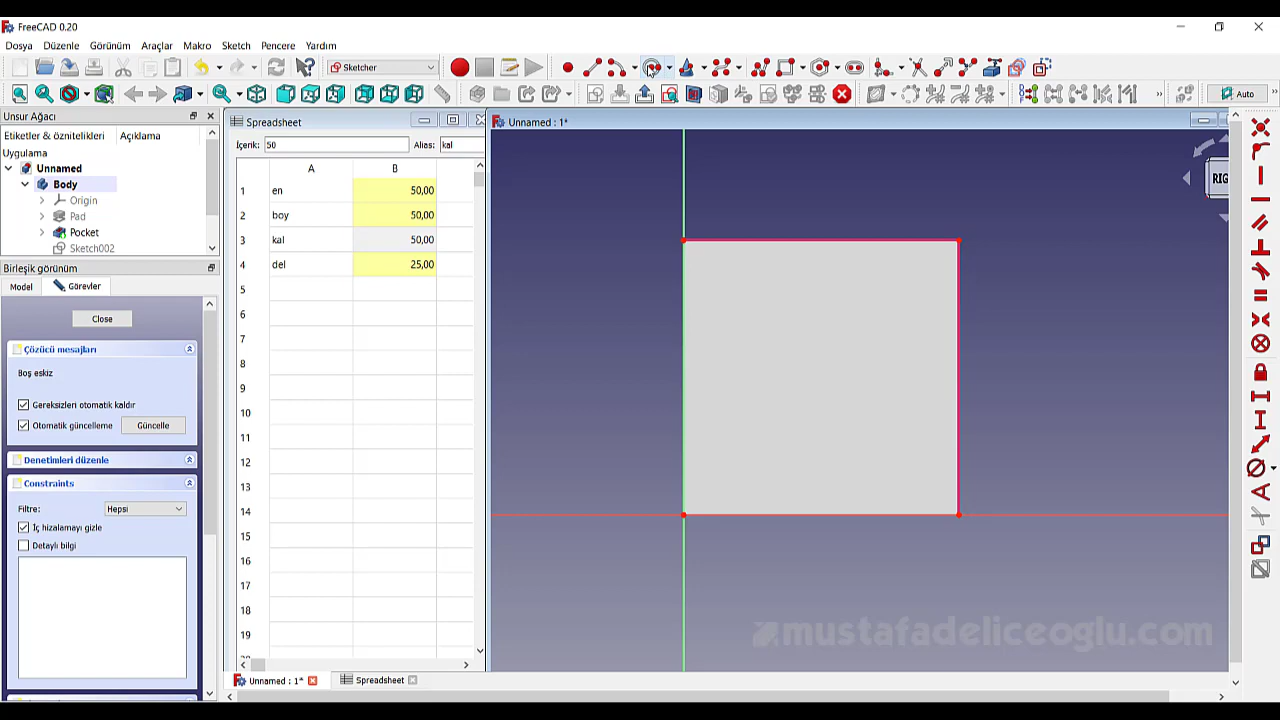 FreeCAD 0.20
Dosya Düzenle Görünüm Araçlar Makro Sketch Pencere Yardım
Sketcher
Auto
Unsur Ağacı
Etiketler & öznitelikleri Açıklama
Uygulama
Unnamed
Body
Origin
Pad
Pocket
Sketch002
Birleşik görünüm
Model Görevler
Close
Çözücü mesajları
Boş eskiz
Gereksizleri otomatik kaldır
Otomatik güncelleme Güncelle
Denetimleri düzenle
Constraints
Filtre: Hepsi
İç hizalamayı gizle
Detaylı bilgi
Spreadsheet
İçerik: 50 Alias: kal
A B
1 en 50,00
2 boy 50,00
3 kal 50,00
4 del 25,00
5
6
7
8
9
10
11
12
13
14
15
16
17
18
19
Unnamed : 1*
RIG
mustafadeliceoglu.com
Unnamed : 1* Spreadsheet